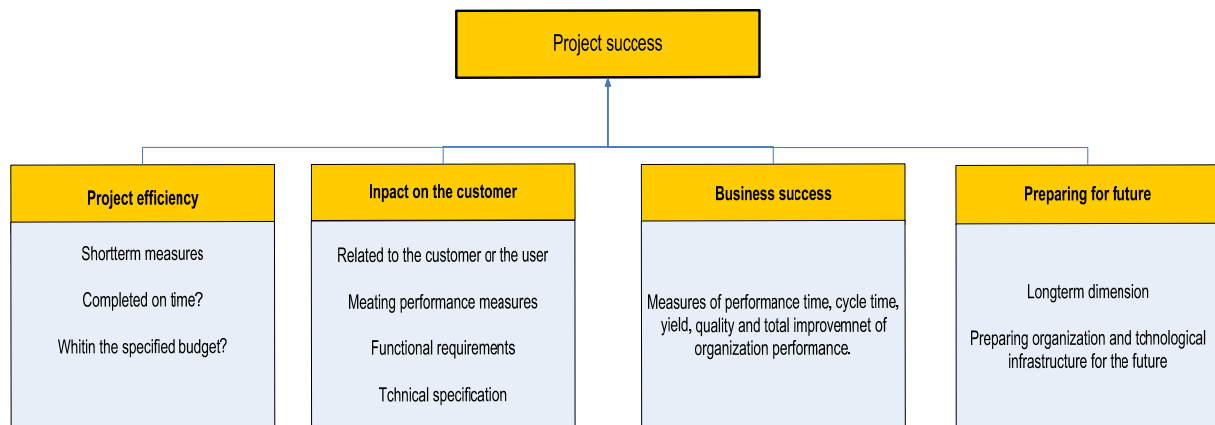 Project success
Project efficiency
Shortterm measures
Completed on time?
Whitin the specified budget?
Inpact on the customer
Related to the customer or the user
Meating performance measures
Functional requirements
Tchnical specification
Business success
Measures of performance time, cycle time,
yield, quality and total improvemnet of
organization performance.
Preparing for future
Longterm dimension
Preparing organization and tchnological
infrastructure for the future